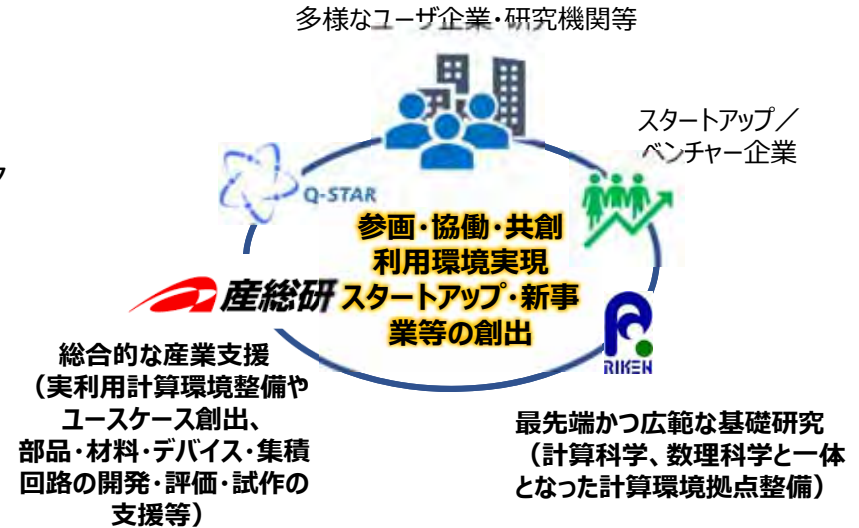 多様なユーザ企業・研究機関等
スタートアップ／
ベンチャー企業
Q-STAR
参画・協働・共創
利用環境実現
スタートアップ・新事
業等の創出
産総研
RIKEN
総合的な産業支援
（実利用計算環境整備や
ユースケース創出、
部品・材料・デバイス・集積
回路の開発・評価・試作の
支援等）
最先端かつ広範な基礎研究
（計算科学、数理科学と一体
となった計算環境拠点整備）